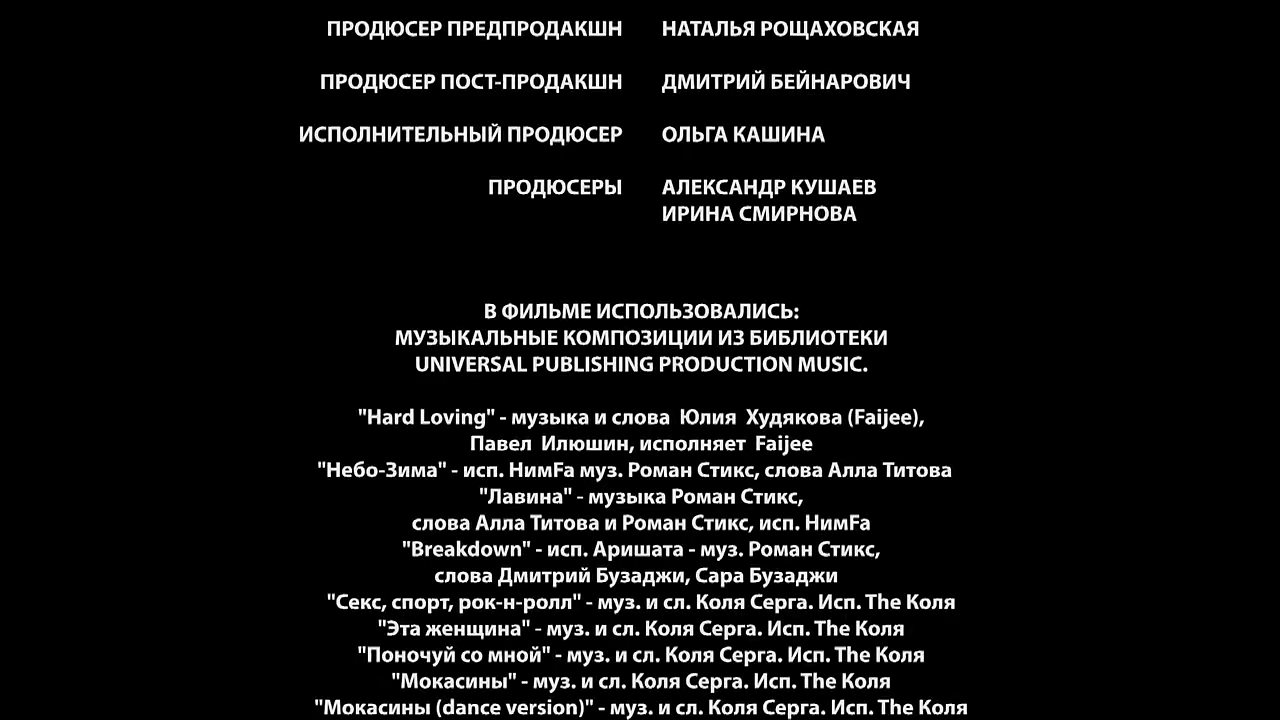 ПРОДЮСЕР ПРЕДПРОДАКШН НАТАЛЬЯ РОЩАХОВСКАЯ
ПРОДЮСЕР ПОСТ-ПРОДАКШН ДМИТРИЙ БЕЙНАРОВИЧ
ИСПОЛНИТЕЛЬНЫЙ ПРОДЮСЕР ОЛЬГА КАШИНА
ПРОДЮСЕРЫ АЛЕКСАНДР КУШАЕВ
ИРИНА СМИРНОВА
В ФИЛЬМЕ ИСПОЛЬЗОВАЛИСЬ:
МУЗЫКАЛЬНЫЕ КОМПОЗИЦИИ ИЗ БИБЛИОТЕКИ
UNIVERSAL PUBLISHING PRODUCTION MUSIC.
"Hard Loving" - музыка и слова Юлия Худякова (Faijee),
Павел Илюшин, исполняет Faijee
"Небо-Зима" - исп. НимFa муз. Роман Стикс, слова Алла Титова
"Лавина" - музыка Роман Стикс,
слова Алла Титова и Роман Стикс, исп. НимFa
"Breakdown" - исп. Аришата - муз. Роман Стикс,
слова Дмитрий Бузаджи, Сара Бузаджи
"Секс, спорт, рок-н-ролл" - муз. и сл. Коля Серга. Исп. The Коля
"Эта женщина" - муз. и сл. Коля Серга. Исп. The Коля
"Поночуй со мной" - муз. и сл. Коля Серга. Исп. The Коля
"Мокасины" - муз. и сл. Коля Серга. Исп. The Коля
"Мокасины (dance version)" - муз. и сл. Коля Серга. Исп. The Коля